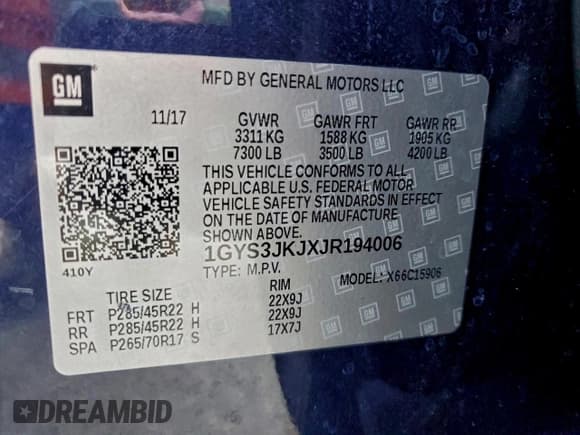 GM
MFD BY GENERAL MOTORS LLC
11/17 GVWR GAWR FRT GAWR RR
3311 KG 1588 KG 1905 KG
7300 LB 3500 LB 4200 LB
THIS VEHICLE CONFORMS TO ALL
APPLICABLE U.S. FEDERAL MOTOR
VEHICLE SAFETY STANDARDS IN EFFECT
ON THE DATE OF MANUFACTURE
SHOWN ABOVE.
1GYS3JKJXJR194006
410Y TYPE: M.P.V. MODEL: X66C15906
TIRE SIZE RIM
FRT P285/45R22 H 22X9J
RR P285/45R22 H 22X9J
SPA P265/70R17 S 17X7J
DREAMBID